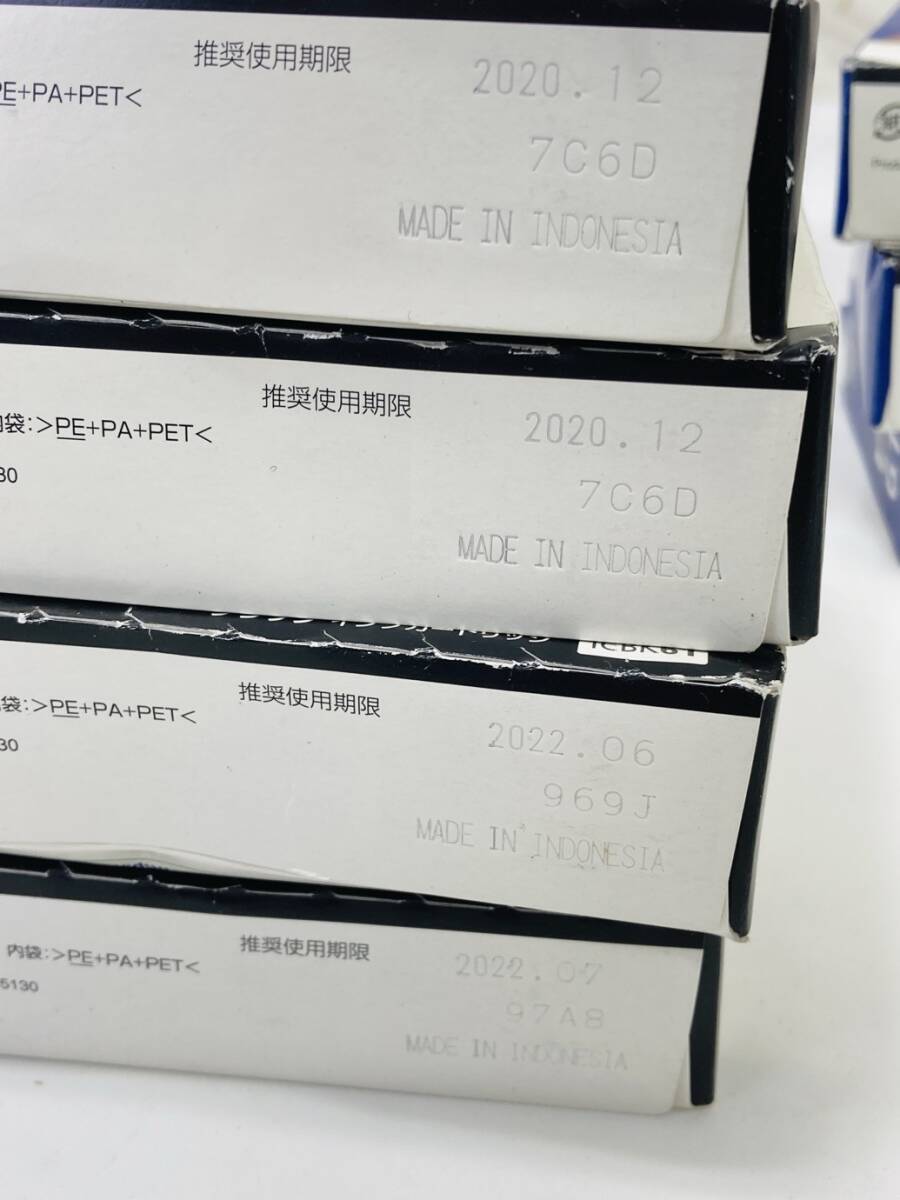 推奨使用期限
2020.12
PE+PA+PET<
7C6D
MADE IN INDONESIA
推奨使用期限
2020.12
内袋:>PE+PA+PET<
7C6D
30
MADE IN INDONESIA
推奨使用期限
2022.06
袋:>PE+PA+PET<
30
969J
MADE IN INDONESIA
推奨使用期限
2022.07
内袋:>PE+PA+PET<
5130
97A8
MADE IN INDONESIA